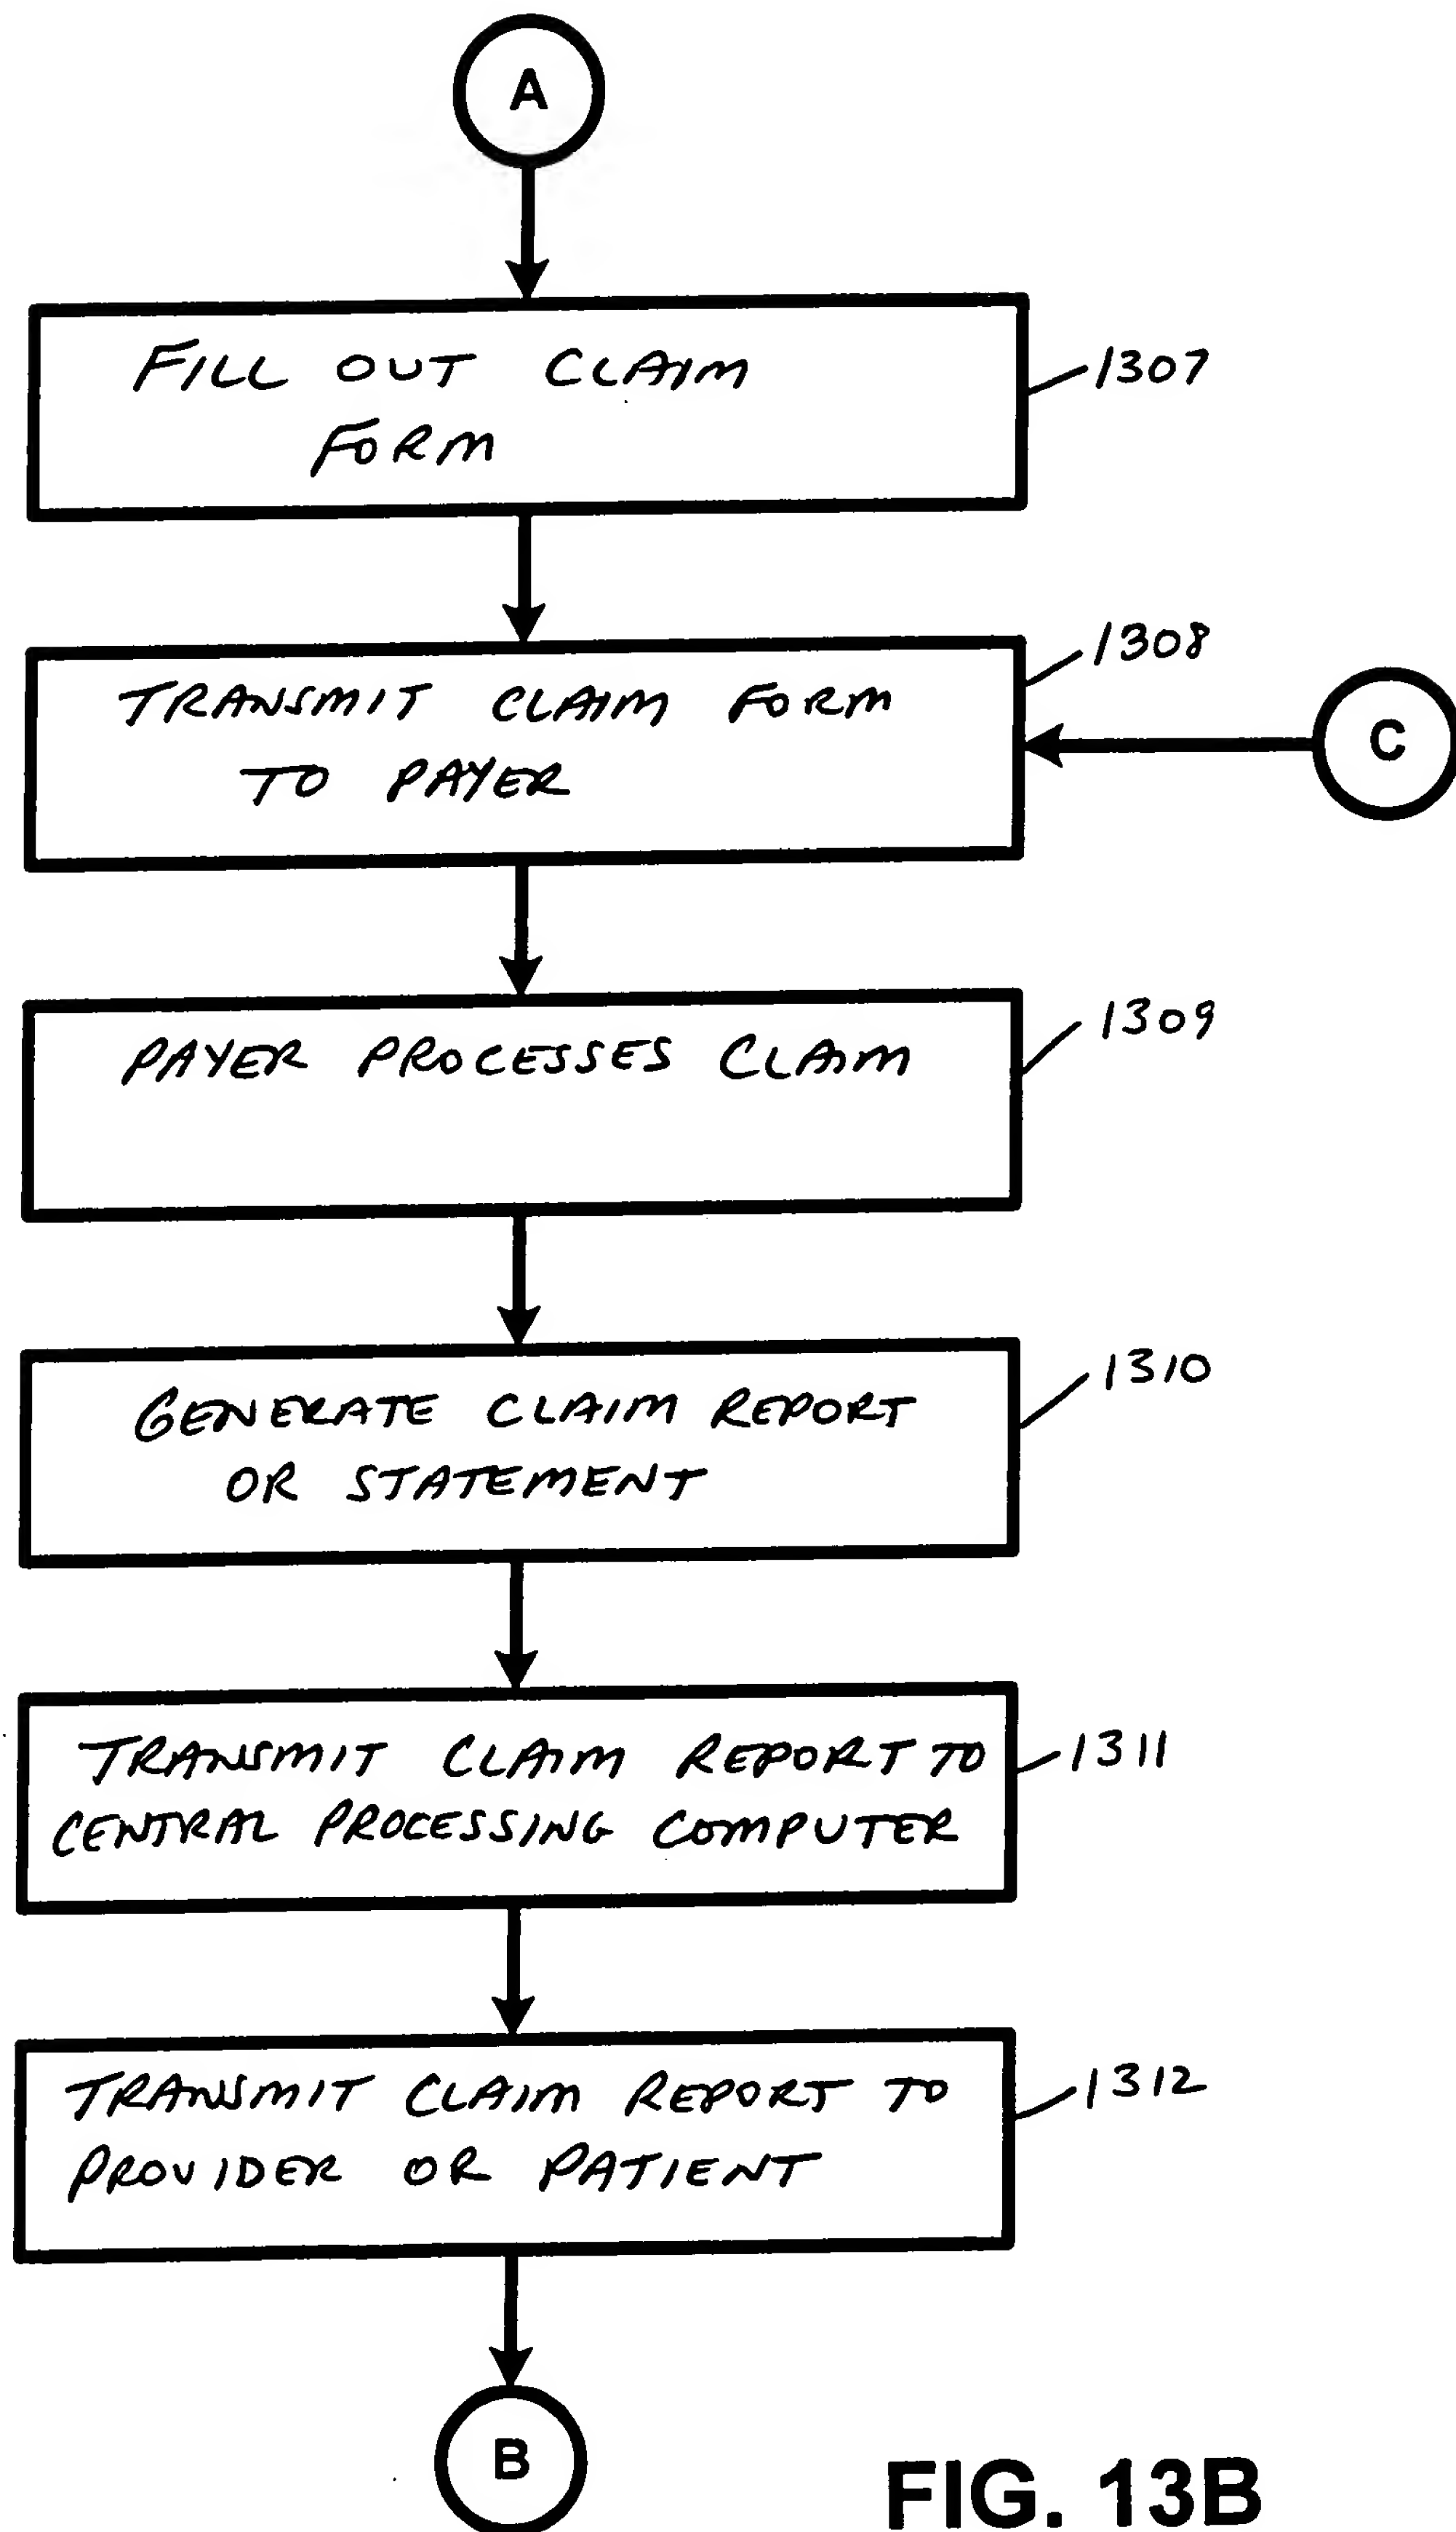 A
FILL OUT CLAIM
FORM
1307
TRANSMIT CLAIM FORM
TO PAYER
1308
C
PAYER PROCESSES CLAIM
1309
GENERATE CLAIM REPORT
OR STATEMENT
1310
TRANSMIT CLAIM REPORT TO
CENTRAL PROCESSING COMPUTER
1311
TRANSMIT CLAIM REPORT TO
PROVIDER OR PATIENT
1312
B
FIG. 13B